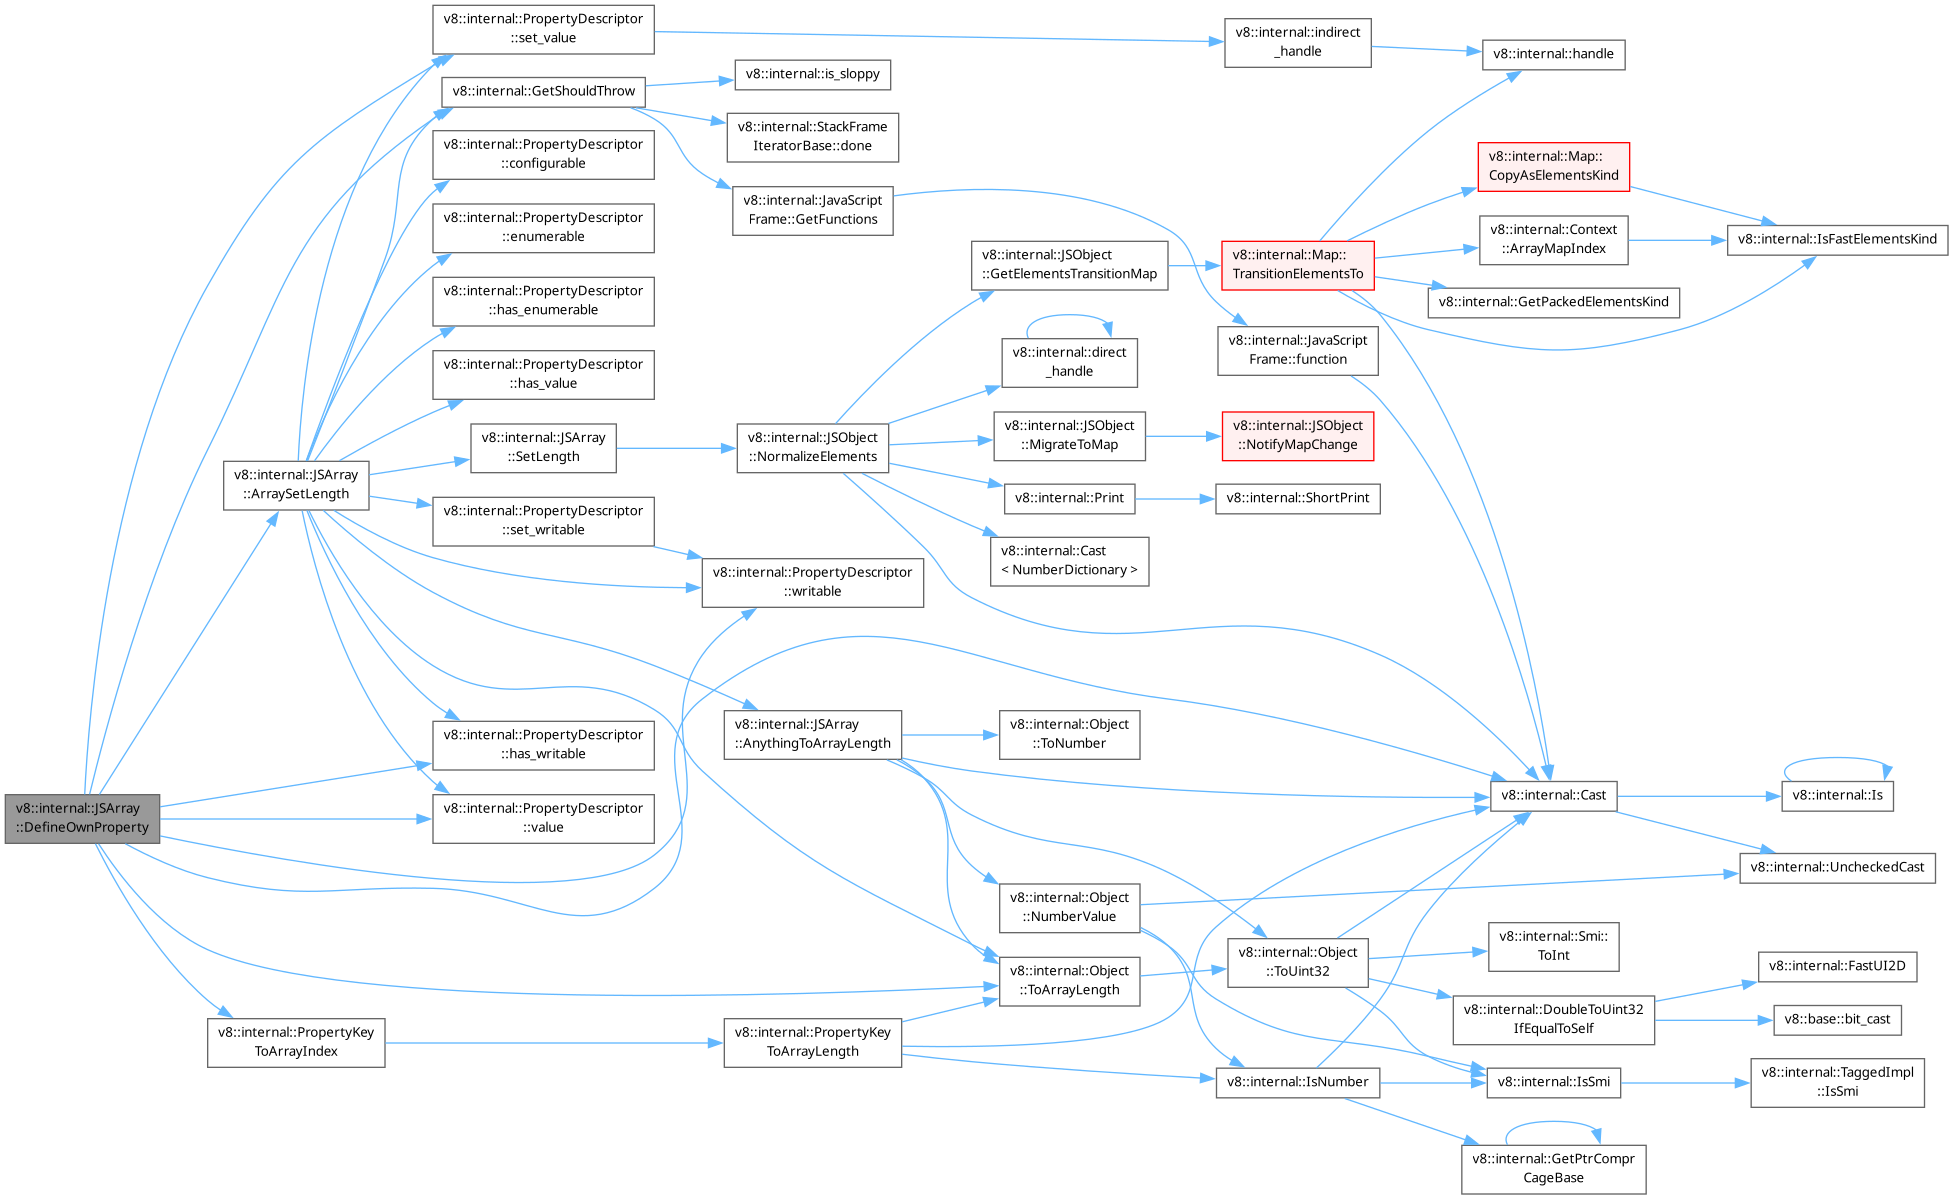 v8::internal::JSArray
::DefineOwnProperty
v8::internal::JSArray
::ArraySetLength
v8::internal::PropertyKey
ToArrayIndex
v8::internal::PropertyDescriptor
::set_value
v8::internal::GetShouldThrow
v8::internal::PropertyDescriptor
::configurable
v8::internal::PropertyDescriptor
::enumerable
v8::internal::PropertyDescriptor
::has_enumerable
v8::internal::PropertyDescriptor
::has_value
v8::internal::JSArray
::SetLength
v8::internal::PropertyDescriptor
::set_writable
v8::internal::PropertyDescriptor
::has_writable
v8::internal::PropertyDescriptor
::value
v8::internal::is_sloppy
v8::internal::StackFrame
IteratorBase::done
v8::internal::JavaScript
Frame::GetFunctions
v8::internal::JSObject
::NormalizeElements
v8::internal::PropertyDescriptor
::writable
v8::internal::JSArray
::AnythingToArrayLength
v8::internal::PropertyKey
ToArrayLength
v8::internal::JSObject
::GetElementsTransitionMap
v8::internal::direct
_handle
v8::internal::JSObject
::MigrateToMap
v8::internal::Print
v8::internal::Cast
< NumberDictionary >
v8::internal::Object
::ToNumber
v8::internal::Object
::NumberValue
v8::internal::Object
::ToArrayLength
v8::internal::indirect
_handle
v8::internal::Map::
TransitionElementsTo
v8::internal::JavaScript
Frame::function
v8::internal::JSObject
::NotifyMapChange
v8::internal::ShortPrint
v8::internal::Object
::ToUint32
v8::internal::IsNumber
v8::internal::handle
v8::internal::Map::
CopyAsElementsKind
v8::internal::Context
::ArrayMapIndex
v8::internal::GetPackedElementsKind
v8::internal::Cast
v8::internal::Smi::
ToInt
v8::internal::DoubleToUint32
IfEqualToSelf
v8::internal::IsSmi
v8::internal::GetPtrCompr
CageBase
v8::internal::IsFastElementsKind
v8::internal::Is
v8::internal::UncheckedCast
v8::internal::FastUI2D
v8::base::bit_cast
v8::internal::TaggedImpl
::IsSmi